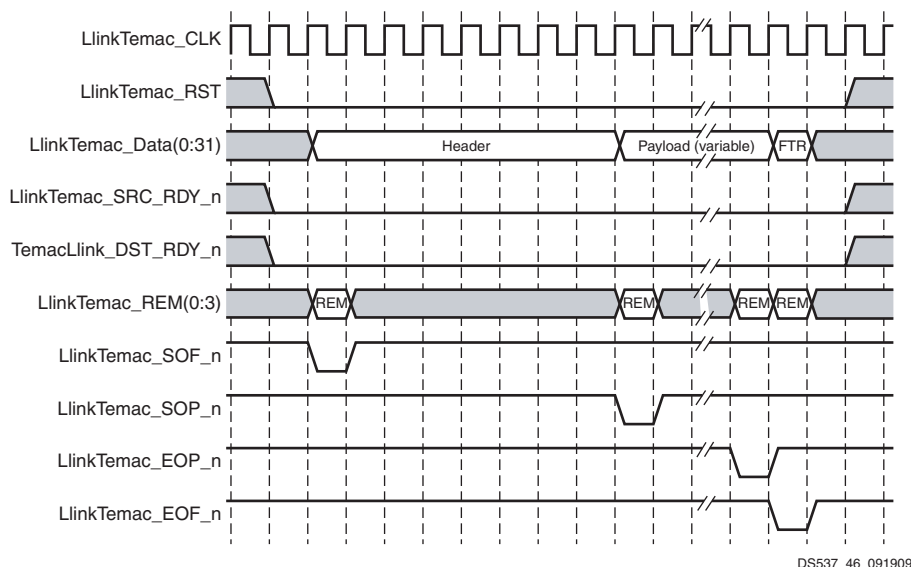 LlinkTemac_CLK
LlinkTemac_RST
LlinkTemac_Data(0:31)
Header
Payload (variable)
FTR
LlinkTemac_SRC_RDY_n
TemacLlink_DST_RDY_n
LlinkTemac_REM(0:3)
REM
REM
REM
REM
LlinkTemac_SOF_n
LlinkTemac_SOP_n
LlinkTemac_EOP_n
LlinkTemac_EOF_n
DS537_46_091909